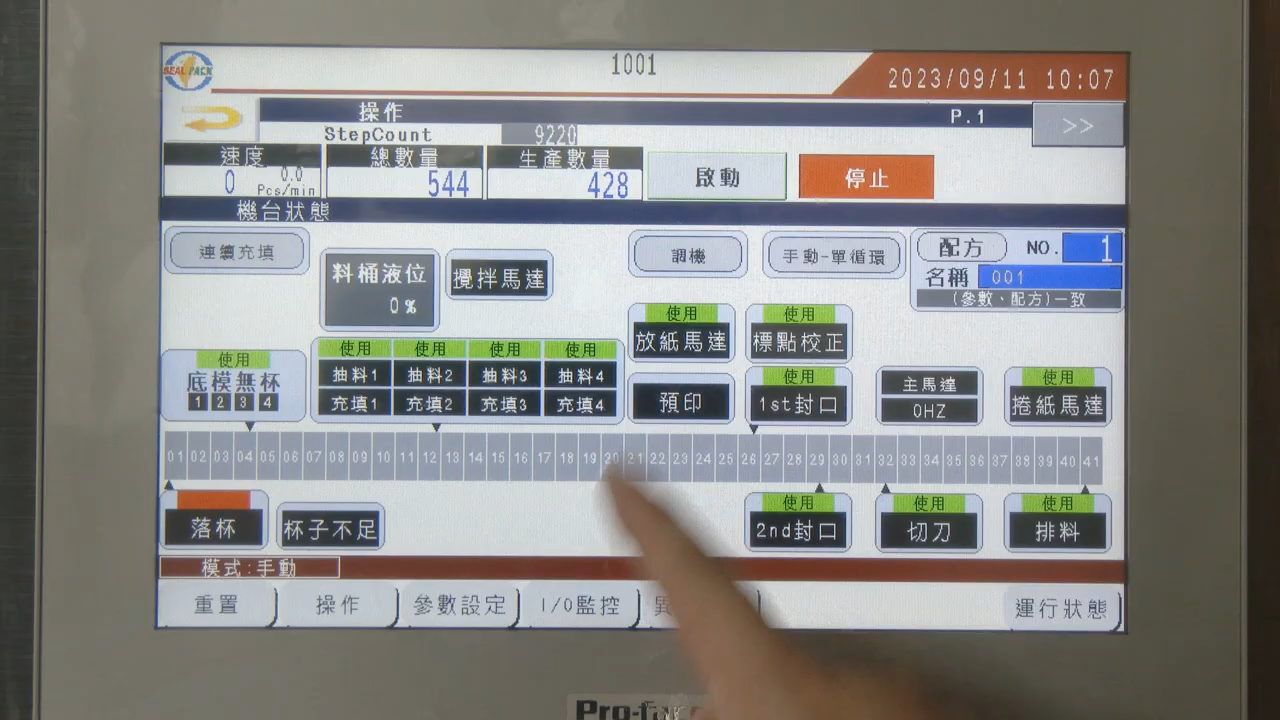 SEAL PACK
1001
2023/09/11 10:07
操作
P.1
>>
StepCount 9220
速度 總數量 生產數量
0 0.0 Pcs/min 544 428
啟動 停止
機台狀態
連續充填 調機 手動-單循環 配方 NO. 1
名稱 001
(參數、配方)一致
料桶液位 攪拌馬達
0%
使用 使用
放紙馬達 標點校正
使用 使用 使用 使用 使用
底模無杯 抽料1 抽料2 抽料3 抽料4
1 2 3 4 充填1 充填2 充填3 充填4
使用 使用
預印 1st封口 主馬達 捲紙馬達
0HZ
01 02 03 04 05 06 07 08 09 10 11 12 13 14 15 16 17 18 19 20 21 22 23 24 25 26 27 28 29 30 31 32 33 34 35 36 37 38 39 40 41
使用 使用 使用
落杯 杯子不足 2nd封口 切刀 排料
模式:手動
重置 操作 參數設定 I/O監控 異 運行狀態